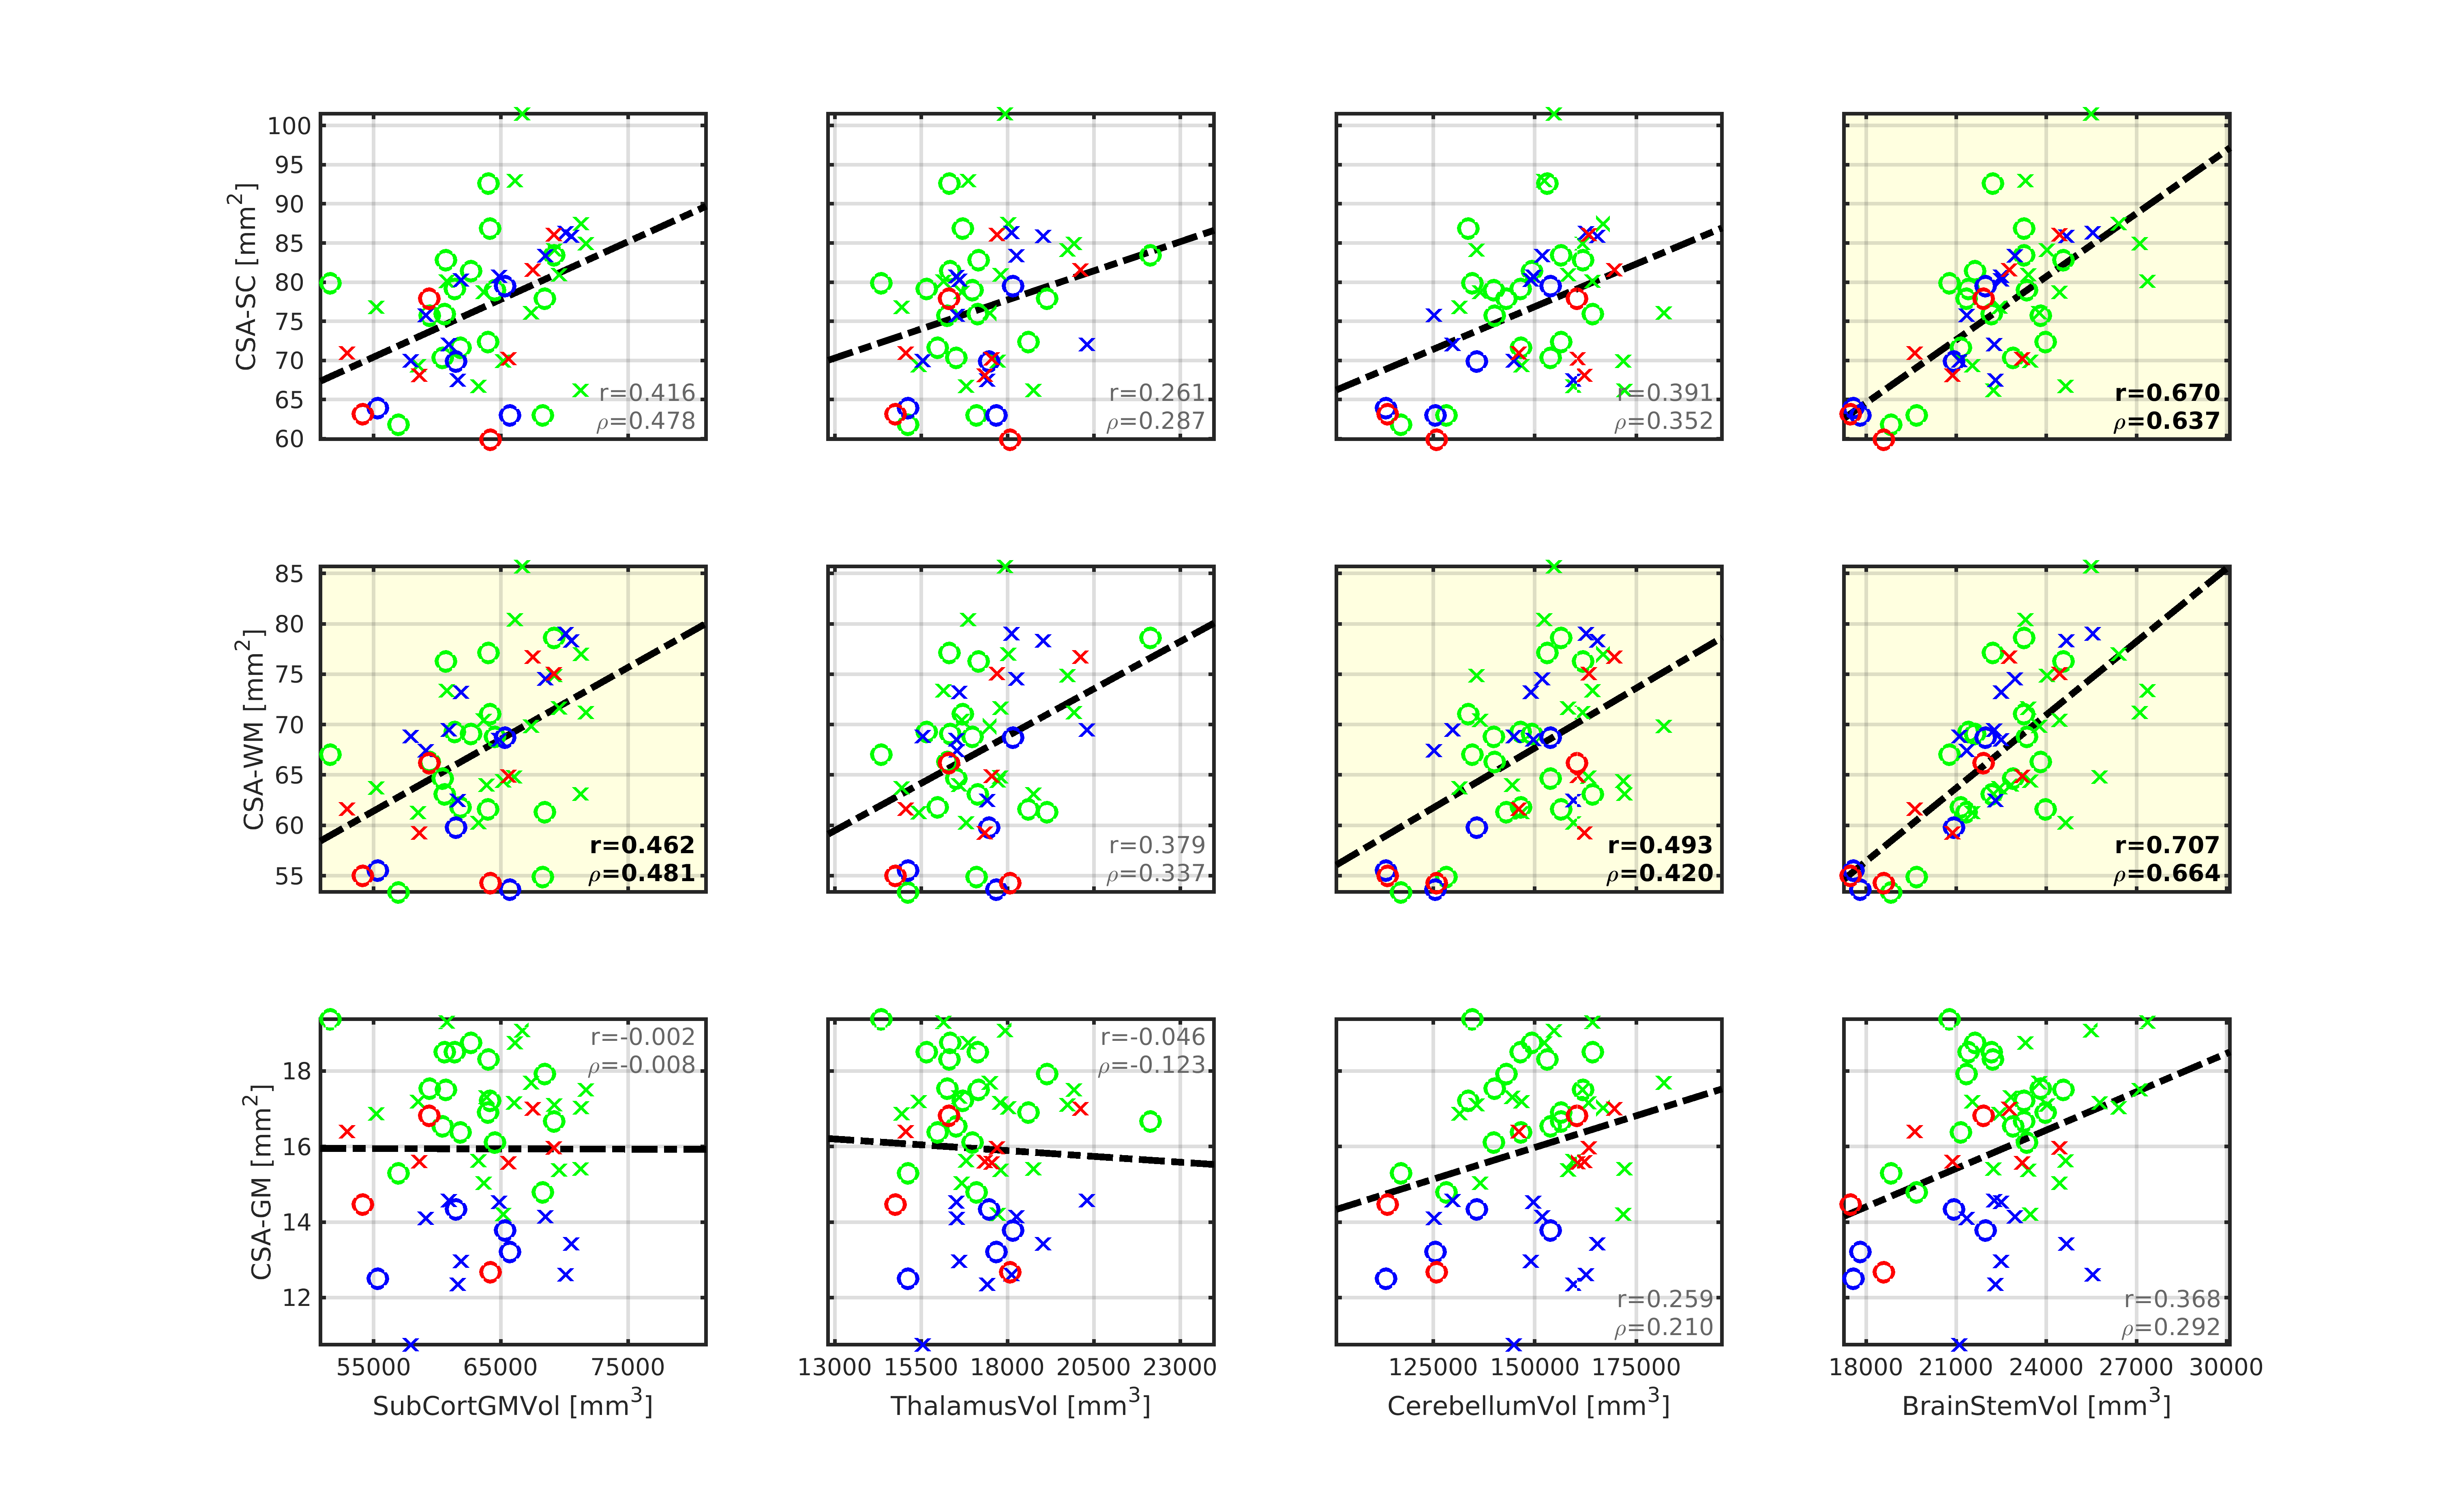 100
95
90
85
80
75
70
65
60
CSA-SC [mm²]
r=0.416
ρ=0.478
r=0.261
ρ=0.287
r=0.391
ρ=0.352
r=0.670
ρ=0.637
85
80
75
70
65
60
55
CSA-WM [mm²]
r=0.462
ρ=0.481
r=0.379
ρ=0.337
r=0.493
ρ=0.420
r=0.707
ρ=0.664
18
16
14
12
CSA-GM [mm²]
r=-0.002
ρ=-0.008
r=-0.046
ρ=-0.123
r=0.259
ρ=0.210
r=0.368
ρ=0.292
55000 65000 75000
SubCortGMVol [mm³]
13000 15500 18000 20500 23000
ThalamusVol [mm³]
125000 150000 175000
CerebellumVol [mm³]
18000 21000 24000 27000 30000
BrainStemVol [mm³]